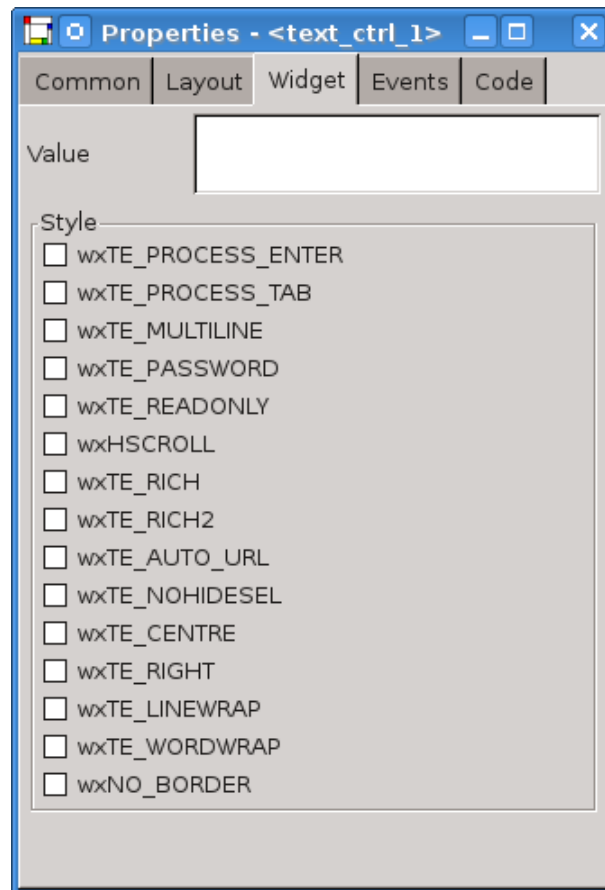 Properties - <text_ctrl_1>
Common Layout Widget Events Code
Value
Style
wxTE_PROCESS_ENTER
wxTE_PROCESS_TAB
wxTE_MULTILINE
wxTE_PASSWORD
wxTE_READONLY
wxHSCROLL
wxTE_RICH
wxTE_RICH2
wxTE_AUTO_URL
wxTE_NOHIDESEL
wxTE_CENTRE
wxTE_RIGHT
wxTE_LINEWRAP
wxTE_WORDWRAP
wxNO_BORDER